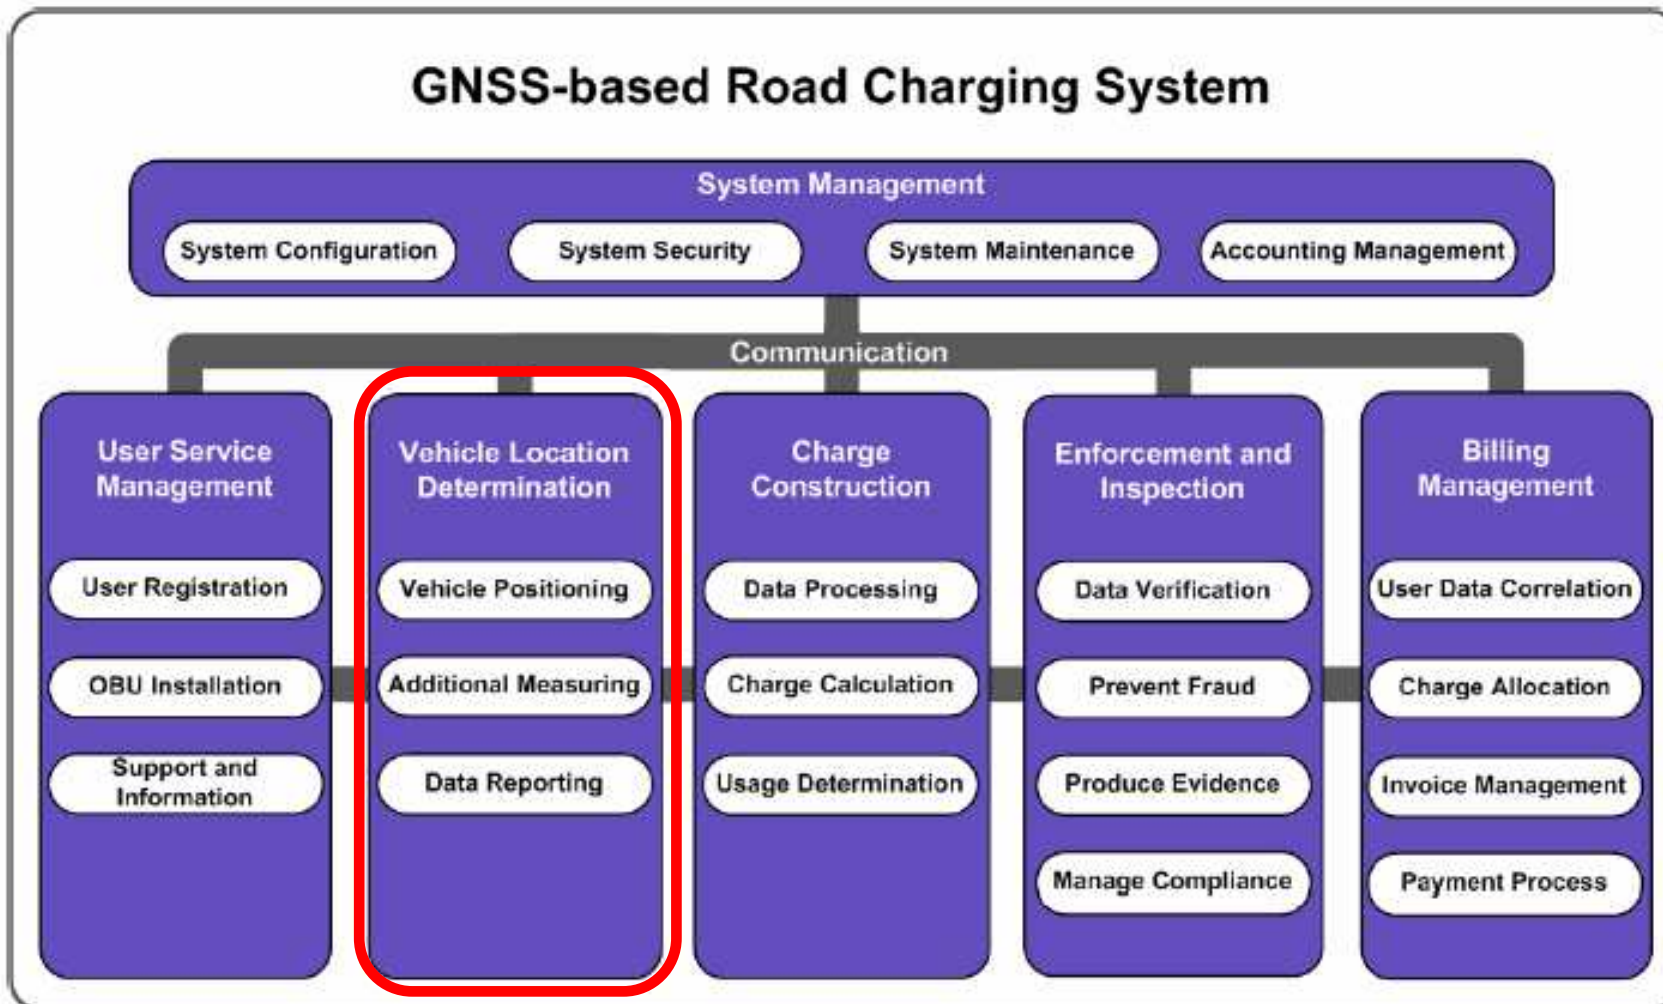 GNSS-based Road Charging System
System Management
System Configuration
System Security
System Maintenance
Accounting Management
Communication
User Service
Management
User Registration
OBU Installation
Support and
Information
Vehicle Location
Determination
Vehicle Positioning
Additional Measuring
Data Reporting
Charge
Construction
Data Processing
Charge Calculation
Usage Determination
Enforcement and
Inspection
Data Verification
Prevent Fraud
Produce Evidence
Manage Compliance
Billing
Management
User Data Correlation
Charge Allocation
Invoice Management
Payment Process